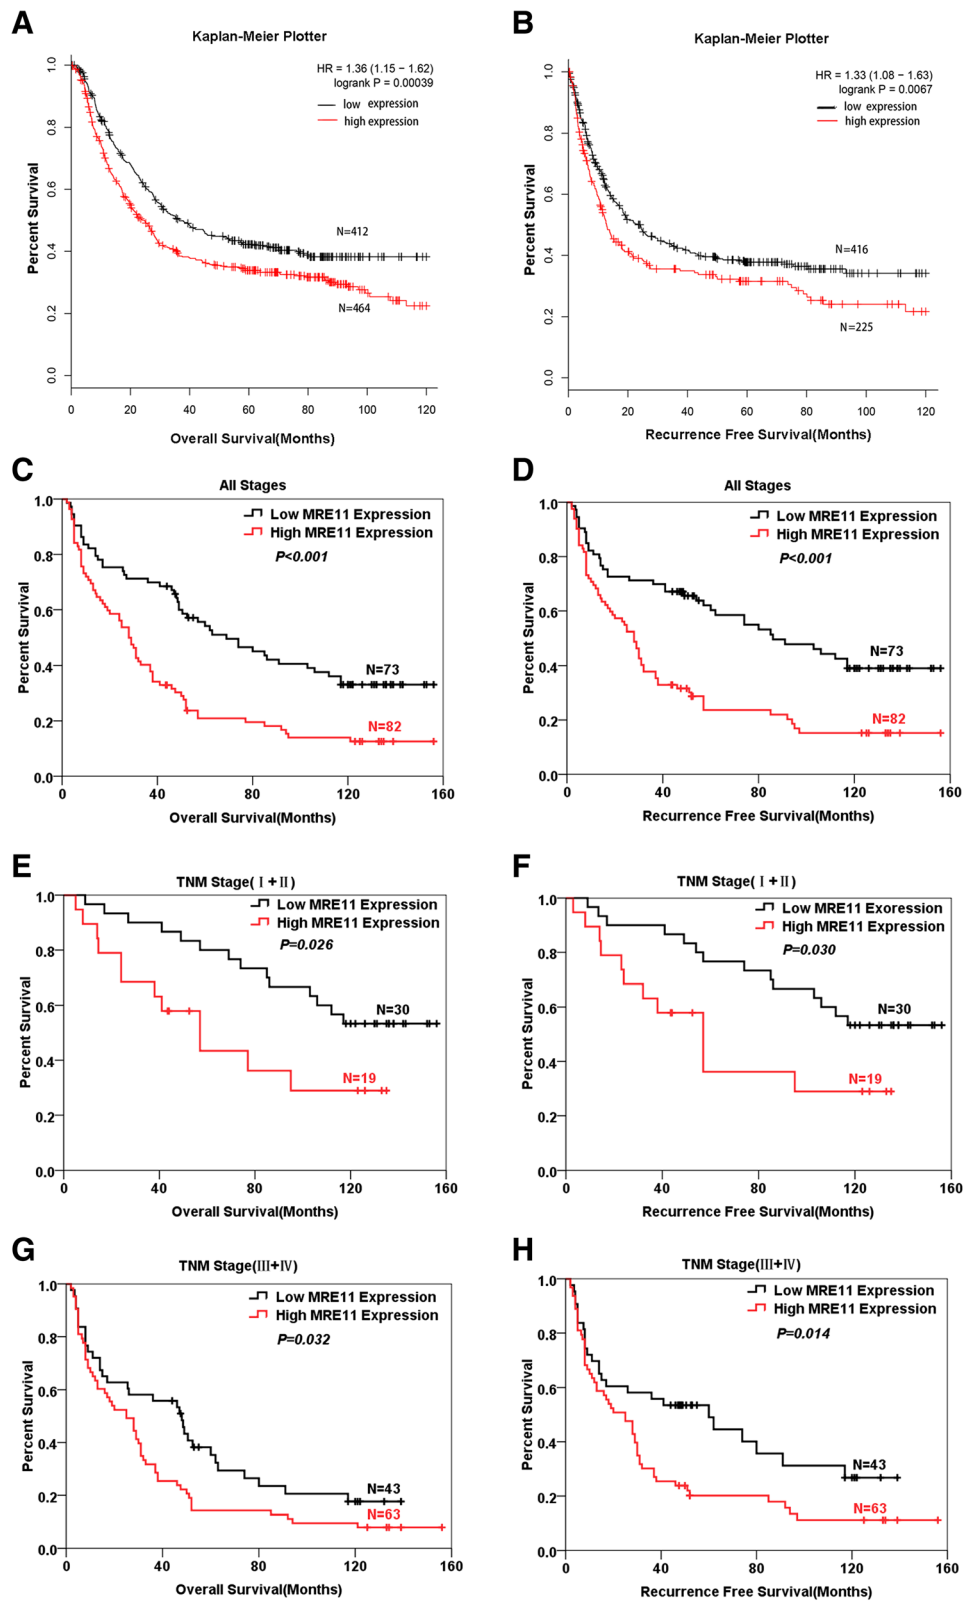 A
Kaplan-Meier Plotter
HR = 1.36 (1.15 − 1.62)
logrank P = 0.00039
low expression
high expression
Percent Survival
1.0
0.8
0.6
0.4
0.2
0.0
N=412
N=464
0 20 40 60 80 100 120
Overall Survival(Months)
B
Kaplan-Meier Plotter
HR = 1.33 (1.08 − 1.63)
logrank P = 0.0067
low expression
high expression
Percent Survival
1.0
0.8
0.6
0.4
0.2
0.0
N=416
N=225
0 20 40 60 80 100 120
Recurrence Free Survival(Months)
C
All Stages
Low MRE11 Expression
High MRE11 Expression
P<0.001
Percent Survival
1.0
0.8
0.6
0.4
0.2
0.0
N=73
N=82
0 40 80 120 160
Overall Survival(Months)
D
All Stages
Low MRE11 Expression
High MRE11 Expression
P<0.001
Percent Survival
1.0
0.8
0.6
0.4
0.2
0.0
N=73
N=82
0 40 80 120 160
Recurrence Free Survival(Months)
E
TNM Stage(Ⅰ+Ⅱ)
Low MRE11 Expression
High MRE11 Expression
P=0.026
Percent Survival
1.0
0.8
0.6
0.4
0.2
0.0
N=30
N=19
0 40 80 120 160
Overall Survival(Months)
F
TNM Stage(Ⅰ+Ⅱ)
Low MRE11 Exoression
High MRE11 Expression
P=0.030
Percent Survival
1.0
0.8
0.6
0.4
0.2
0.0
N=30
N=19
0 40 80 120 160
Recurrence Free Survival(Months)
G
TNM Stage(Ⅲ+Ⅳ)
Low MRE11 Expression
High MRE11 Expression
P=0.032
Percent Survival
1.0
0.8
0.6
0.4
0.2
0.0
N=43
N=63
0 40 80 120 160
Overall Survival(Months)
H
TNM Stage(Ⅲ+Ⅳ)
Low MRE11 Expression
High MRE11 Expression
P=0.014
Percent Survival
1.0
0.8
0.6
0.4
0.2
0.0
N=43
N=63
0 40 80 120 160
Recurrence Free Survival(Months)